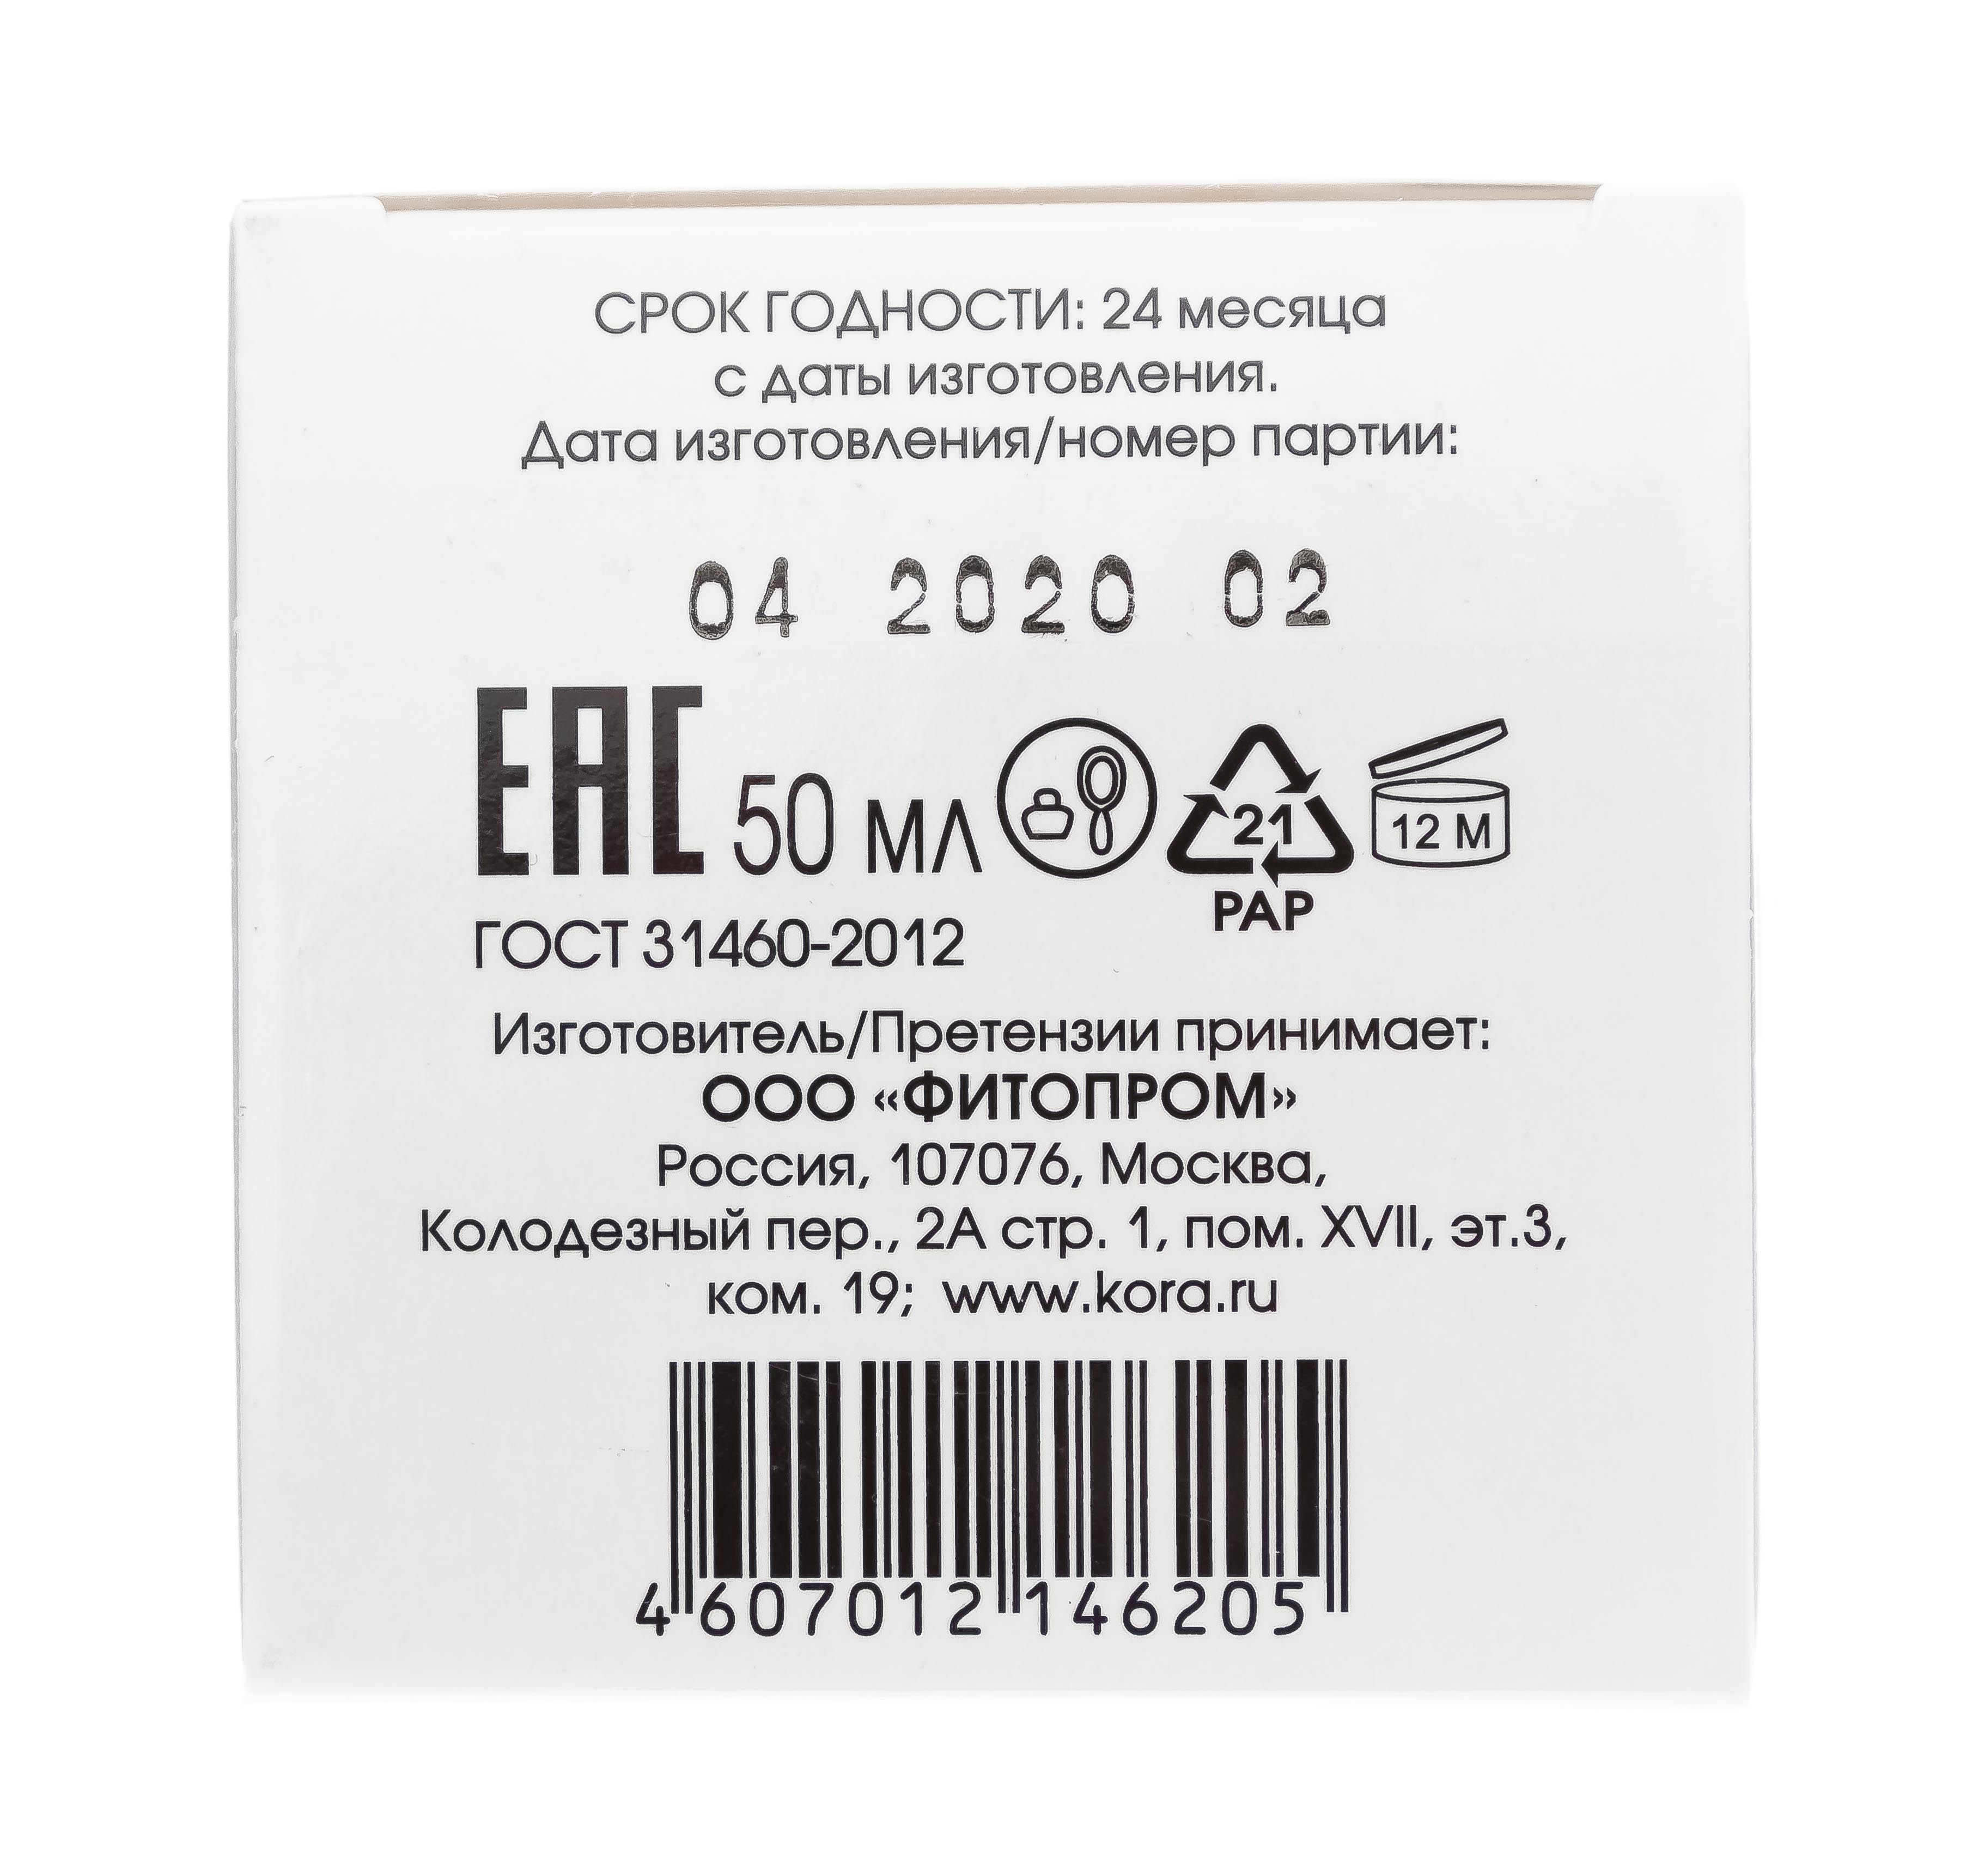 СРОК ГОДНОСТИ: 24 месяца
с даты изготовления.
Дата изготовления/номер партии:
04 2020 02
ЕАС 50 мл 21 12 М
PAP
ГОСТ 31460-2012
Изготовитель/Претензии принимает:
ООО «ФИТОПРОМ»
Россия, 107076, Москва,
Колодезный пер., 2А стр. 1, пом. XVII, эт.3,
ком. 19; www.kora.ru
4 607012 146205